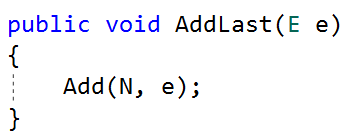 public void AddLast(E e)
{
    Add(N, e);
}